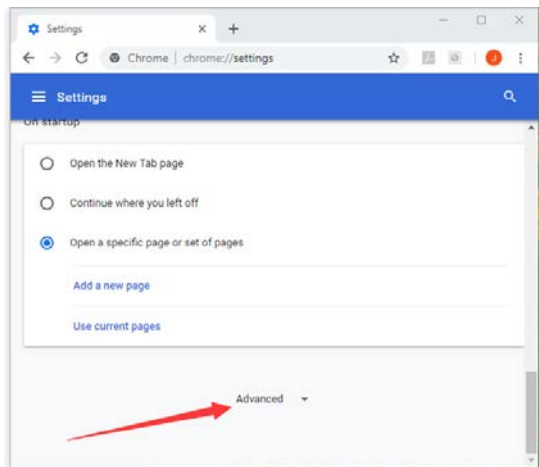 Settings
Chrome | chrome://settings
J
Settings
On startup
Open the New Tab page
Continue where you left off
Open a specific page or set of pages
Add a new page
Use current pages
Advanced